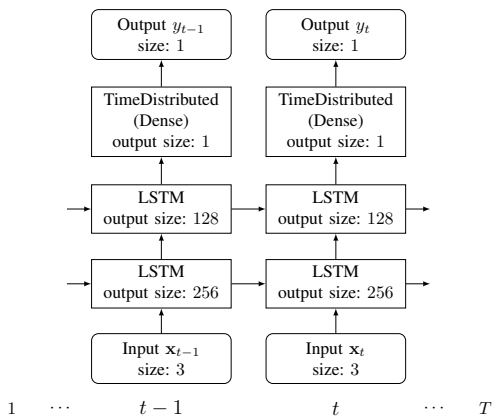 Output y_{t−1}
size: 1
Output y_t
size: 1
TimeDistributed
(Dense)
output size: 1
TimeDistributed
(Dense)
output size: 1
LSTM
output size: 128
LSTM
output size: 128
LSTM
output size: 256
LSTM
output size: 256
Input x_{t−1}
size: 3
Input x_t
size: 3
1 ⋯ t − 1 t ⋯ T